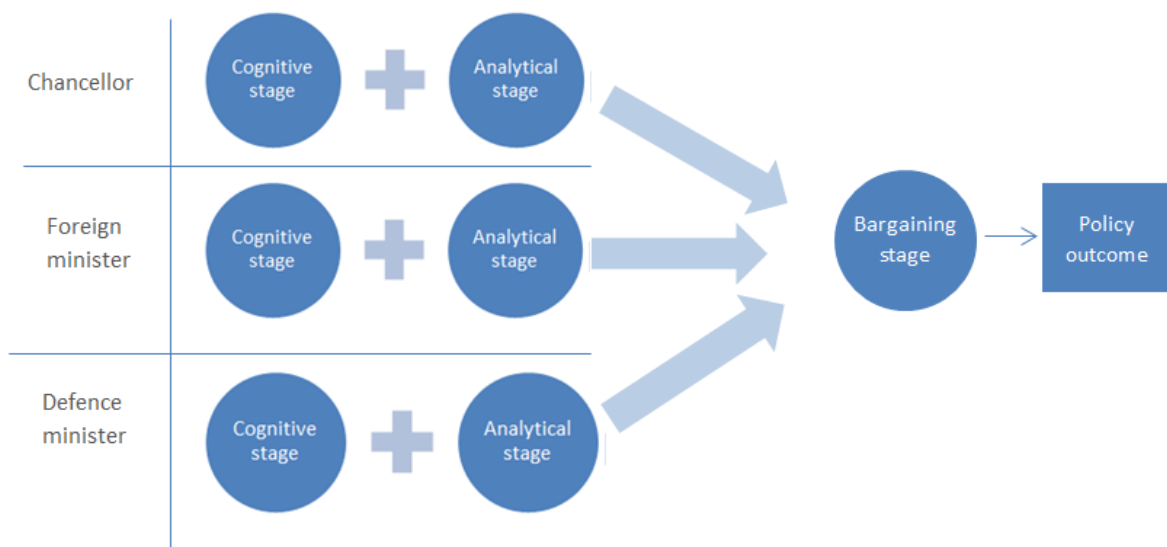 Chancellor
Cognitive
stage
Analytical
stage
Foreign
minister
Cognitive
stage
Analytical
stage
Defence
minister
Cognitive
stage
Analytical
stage
Bargaining
stage
Policy
outcome